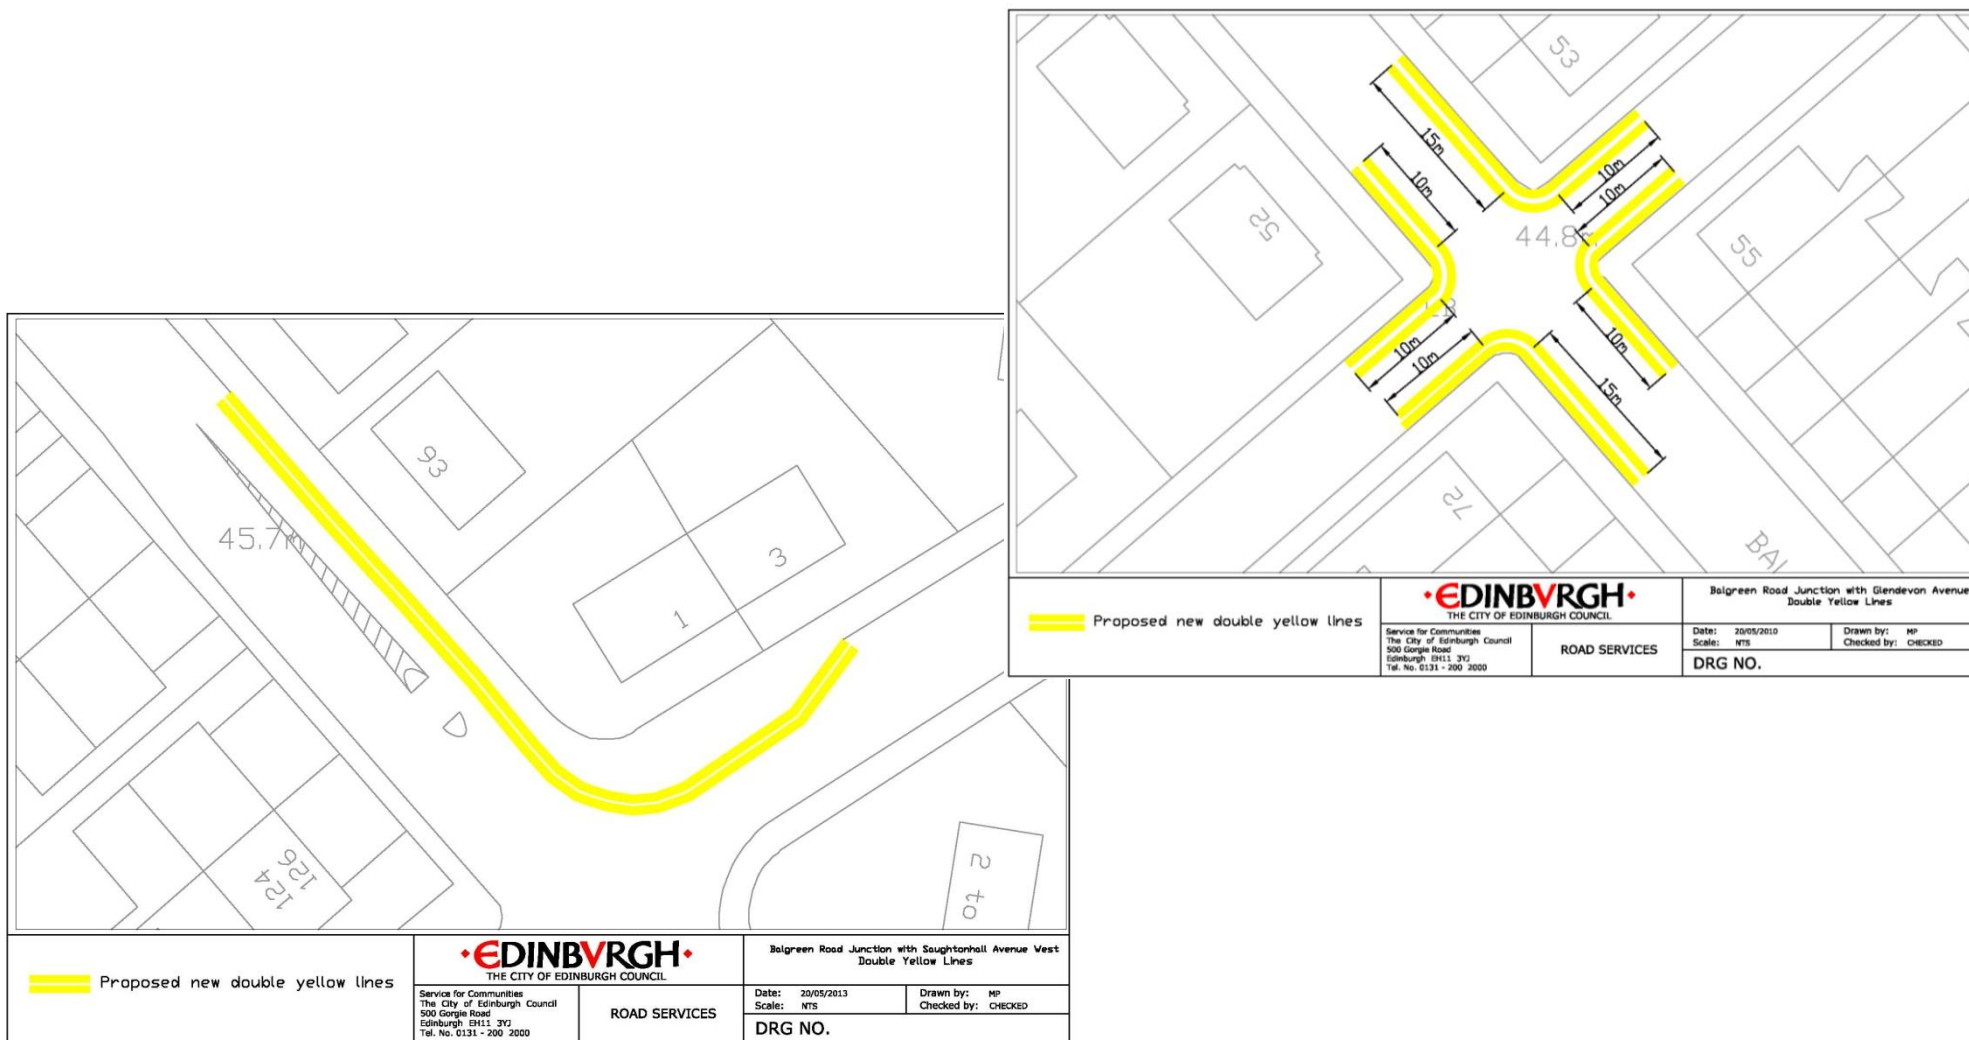 53
15m
10m
10m
10m
52
44.8
55
10m
10m
10m
15m
72
BAL
Proposed new double yellow lines
EDINBVRGH
THE CITY OF EDINBURGH COUNCIL
Service for Communities
The City of Edinburgh Council
500 Gorgie Road
Edinburgh EH11 3YJ
Tel. No. 0131 - 200 2000
ROAD SERVICES
Balgreen Road Junction with Glendevon Avenue
Double Yellow Lines
Date: 20/05/2010
Scale: NTS
Drawn by: MP
Checked by: CHECKED
DRG NO.
93
45.7m
3
1
126
124
2
to
Proposed new double yellow lines
EDINBVRGH
THE CITY OF EDINBURGH COUNCIL
Service for Communities
The City of Edinburgh Council
500 Gorgie Road
Edinburgh EH11 3YJ
Tel. No. 0131 - 200 2000
ROAD SERVICES
Balgreen Road Junction with Saughtonhall Avenue West
Double Yellow Lines
Date: 20/05/2013
Scale: NTS
Drawn by: MP
Checked by: CHECKED
DRG NO.